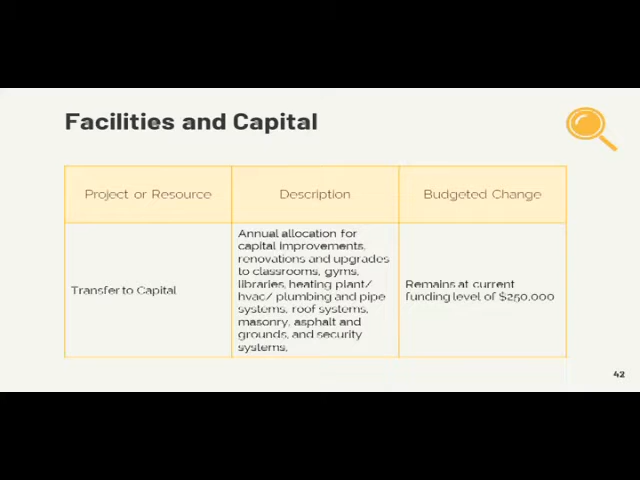 Facilities and Capital
Project or Resource
Description
Budgeted Change
Transfer to Capital
Annual allocation for
capital improvements,
renovations and upgrades
to classrooms, gyms,
libraries, heating plant/
hvac/ plumbing and pipe
systems, roof systems,
masonry, asphalt and
grounds, and security
systems,
Remains at current
funding level of $250,000
42